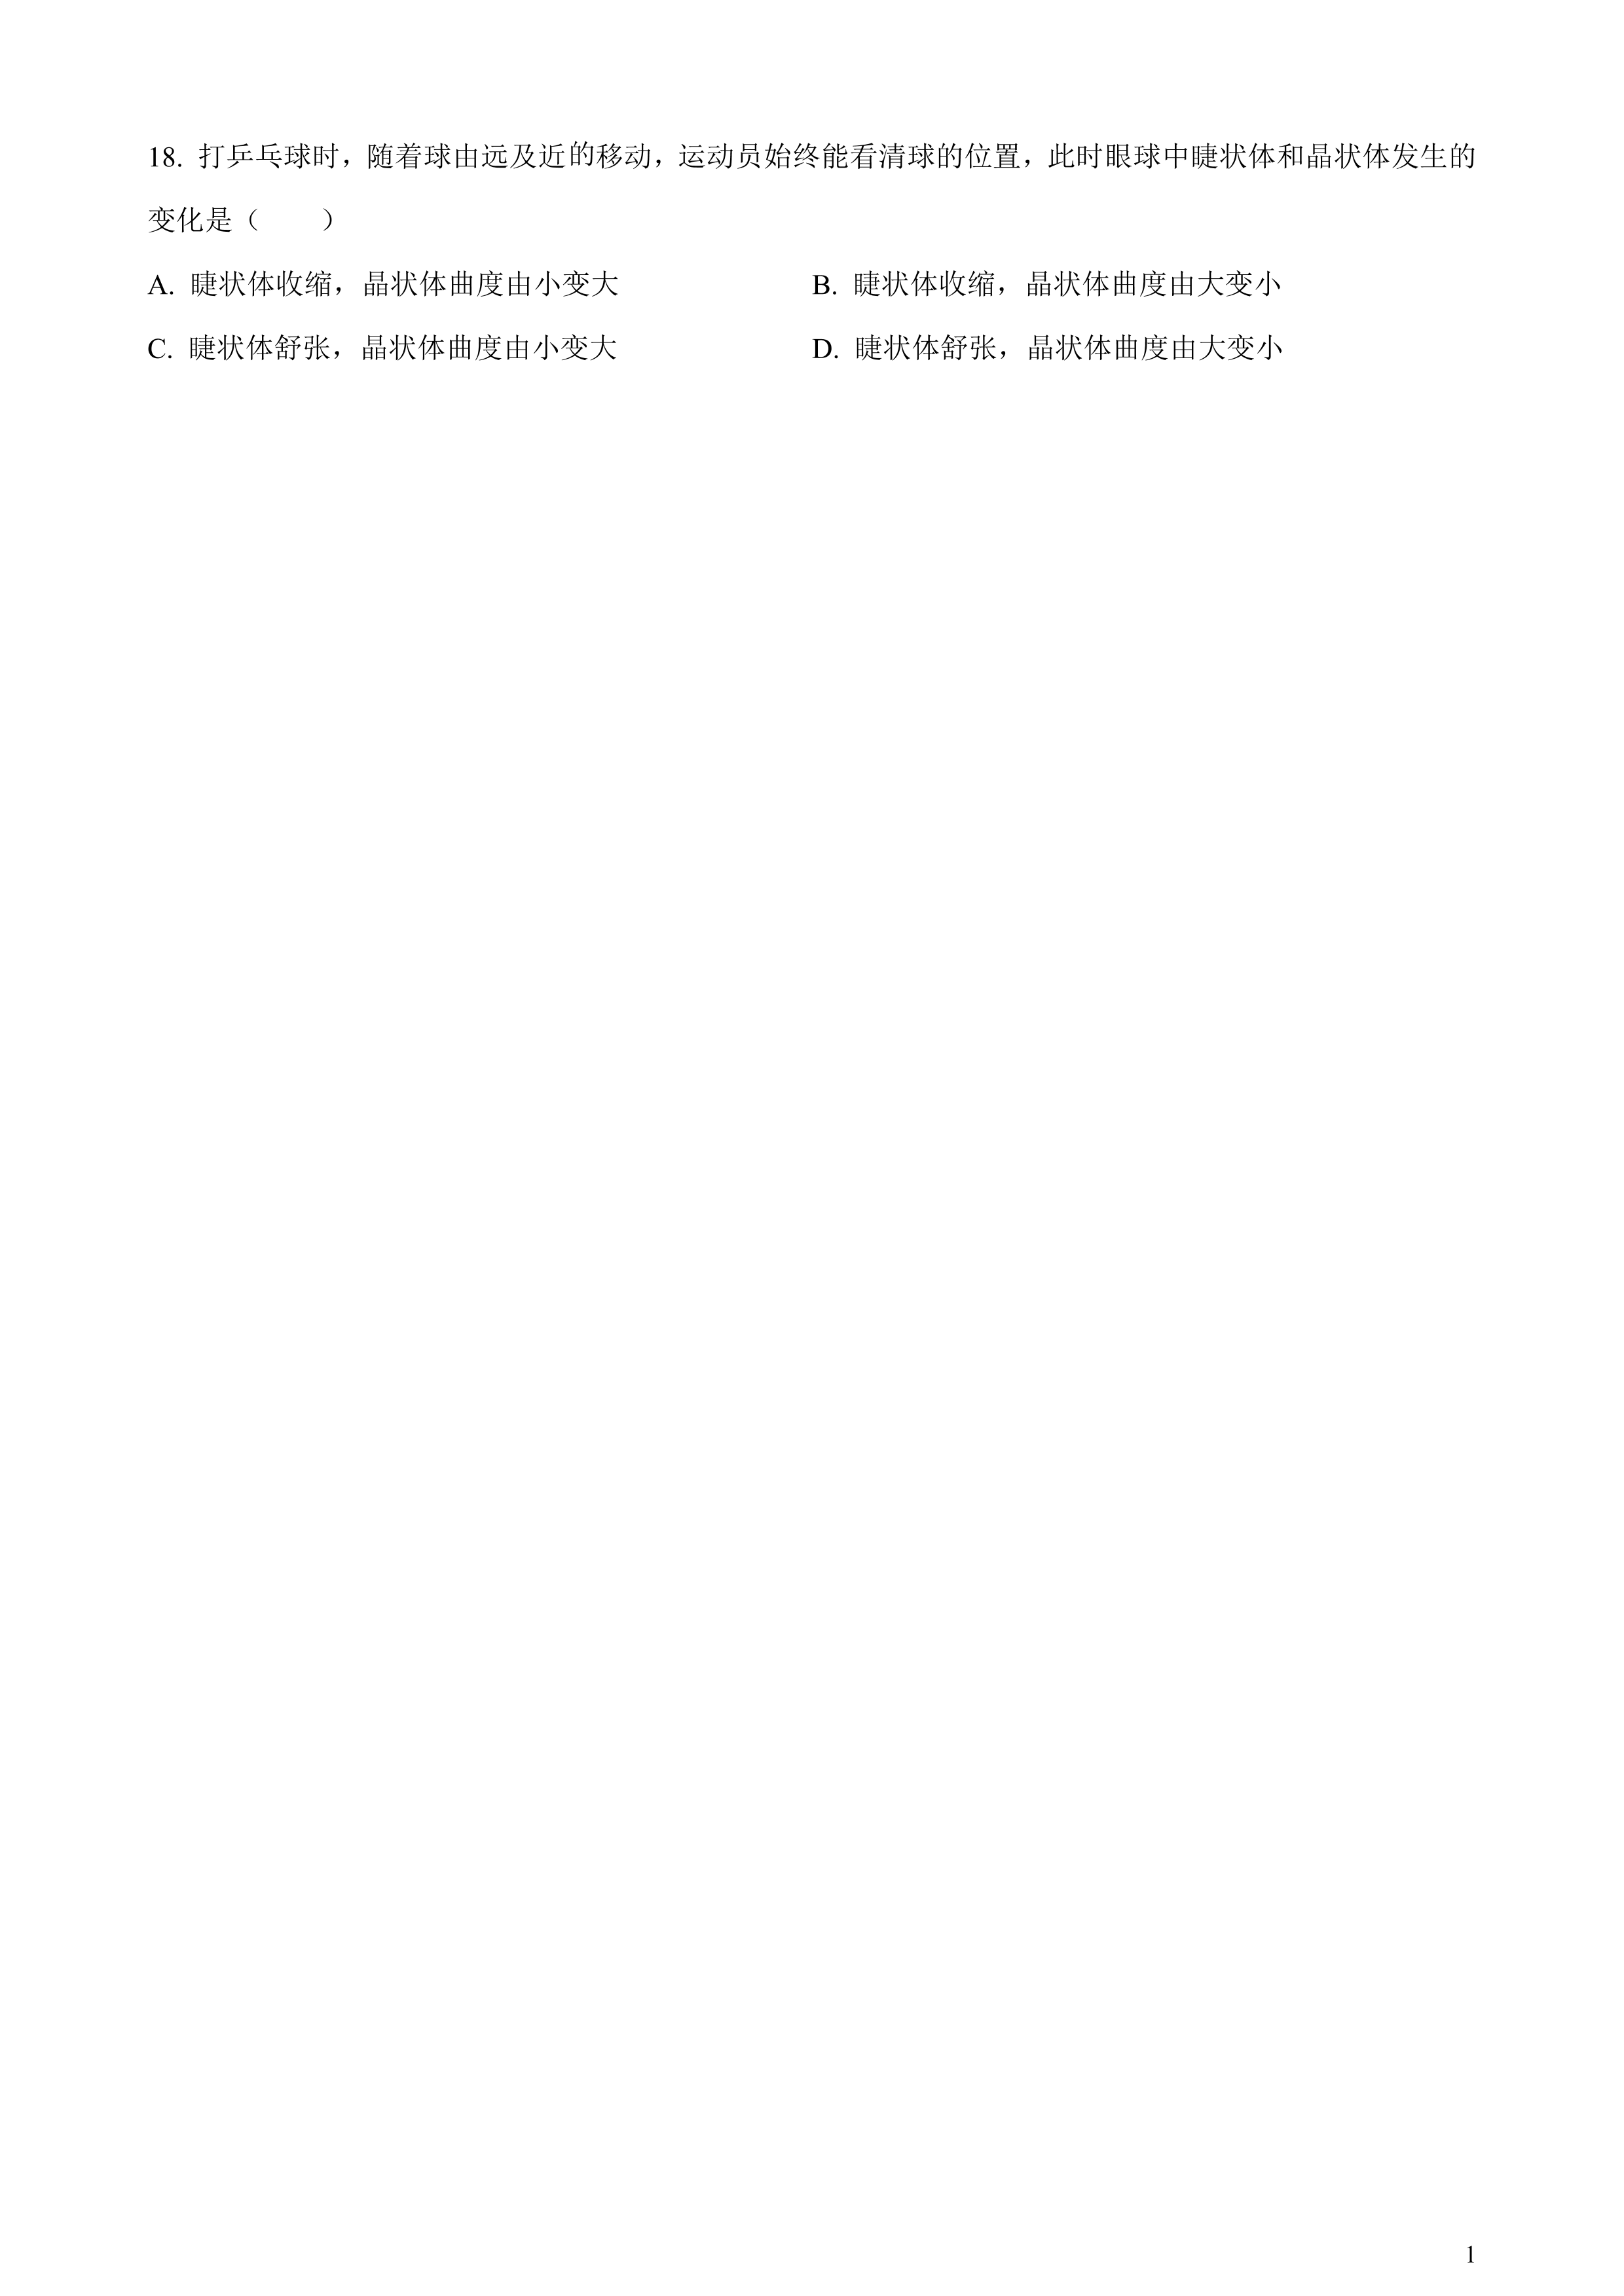 18. 打乒乓球时，随着球由远及近的移动，运动员始终能看清球的位置，此时眼球中睫状体和晶状体发生的
变化是（　　）
A. 睫状体收缩，晶状体曲度由小变大 B. 睫状体收缩，晶状体曲度由大变小
C. 睫状体舒张，晶状体曲度由小变大 D. 睫状体舒张，晶状体曲度由大变小
1